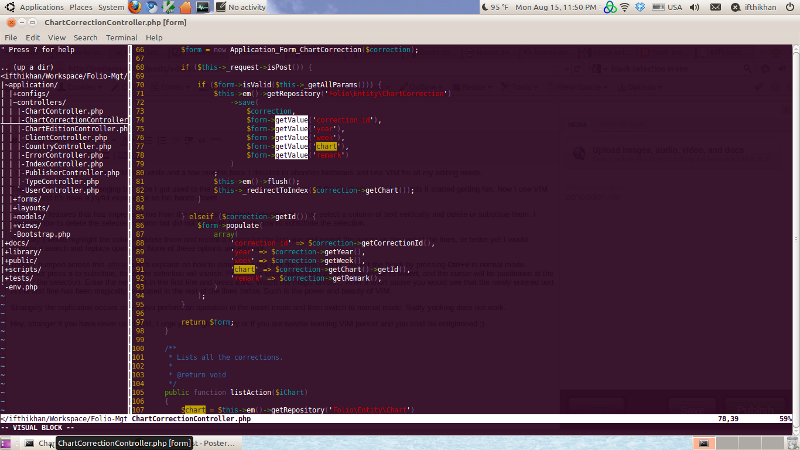 Applications Places System No activity 95 °F Mon Aug 15, 11:50 PM USA ifthikhan
ChartCorrectionController.php [form]
File Edit View Search Terminal Help
" Press ? for help
.. (up a dir)
<ifthikhan/Workspace/Folio-Mgt/
|~application/
| |+configs/
| |~controllers/
| | |-ChartController.php
| | |-ChartCorrectionController
| | |-ChartEditionController.ph
| | |-ClientController.php
| | |-CountryController.php
| | |-ErrorController.php
| | |-IndexController.php
| | |-PublisherController.php
| | |-TypeController.php
| | `-UserController.php
| |+forms/
| |+layouts/
| |+models/
| |+views/
| `-Bootstrap.php
|+docs/
|+library/
|+public/
|+scripts/
|+tests/
`-env.php
66 $form = new Application_Form_ChartCorrection($correction);
67
68 if ($this->_request->isPost()) {
69
70 if ($form->isValid($this->_getAllParams())) {
71 $this->em()->getRepository('Folio\Entity\ChartCorrection')
72 ->save(
73 $correction,
74 $form->getValue('correction_id'),
75 $form->getValue('year'),
76 $form->getValue('week'),
77 $form->getValue('chart'),
78 $form->getValue('remark')
79 )
80 ;
81 $this->em()->flush();
82 $this->_redirectToIndex($correction->getChart());
83 }
84
85 } elseif ($correction->getId()) {
86 $form->populate(
87 array(
88 'correction_id' => $correction->getCorrectionId(),
89 'year' => $correction->getYear(),
90 'week' => $correction->getWeek(),
91 'chart' => $correction->getChart()->getId(),
92 'remark' => $correction->getRemark(),
93 )
94 );
95 }
96
97 return $form;
98 }
99
100 /**
101 * Lists all the corrections.
102 *
103 * @return void
104 */
105 public function listAction($iChart)
106 {
107 $chart = $this->em()->getRepository('Folio\Entity\Chart')
</ifthikhan/Workspace/Folio-Mgt ChartCorrectionController.php 78,39 59%
-- VISUAL BLOCK --
ChartCorrectionController.php [form]
t - Poster...